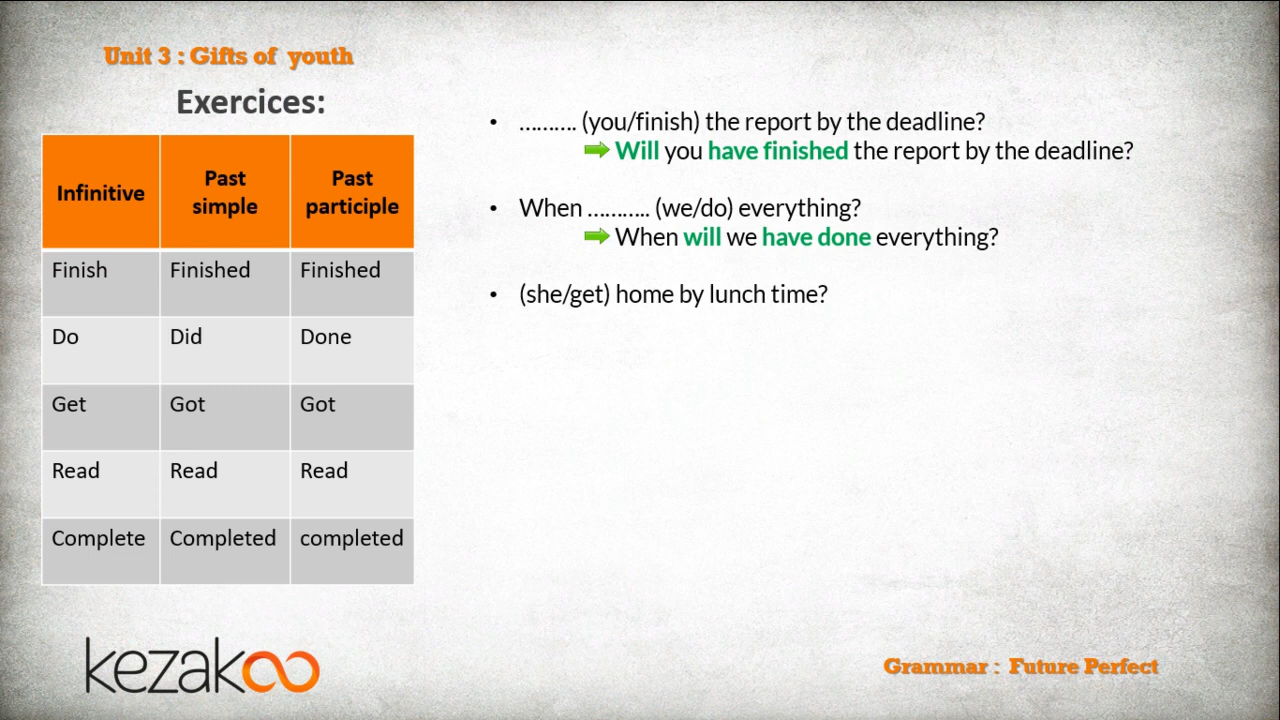 Unit 3 : Gifts of youth
Exercices:
Infinitive Past simple Past participle
Finish Finished Finished
Do Did Done
Get Got Got
Read Read Read
Complete Completed completed
• ………. (you/finish) the report by the deadline?
Will you have finished the report by the deadline?
• When ……….. (we/do) everything?
When will we have done everything?
• (she/get) home by lunch time?
kezakoo
Grammar : Future Perfect